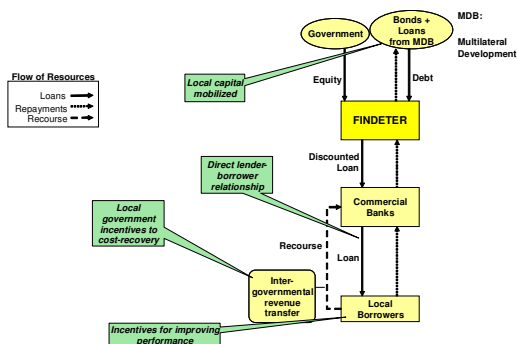 Government
Bonds +
Loans
from MDB
MDB:
Multilateral
Development
Flow of Resources
Loans
Repayments
Recourse
Local capital
mobilized
Equity
Debt
FINDETER
Discounted
Loan
Direct lender-
borrower
relationship
Commercial
Banks
Local
government
incentives to
cost-recovery
Recourse
Loan
Inter-
governmental
revenue
transfer
Local
Borrowers
Incentives for improving
performance